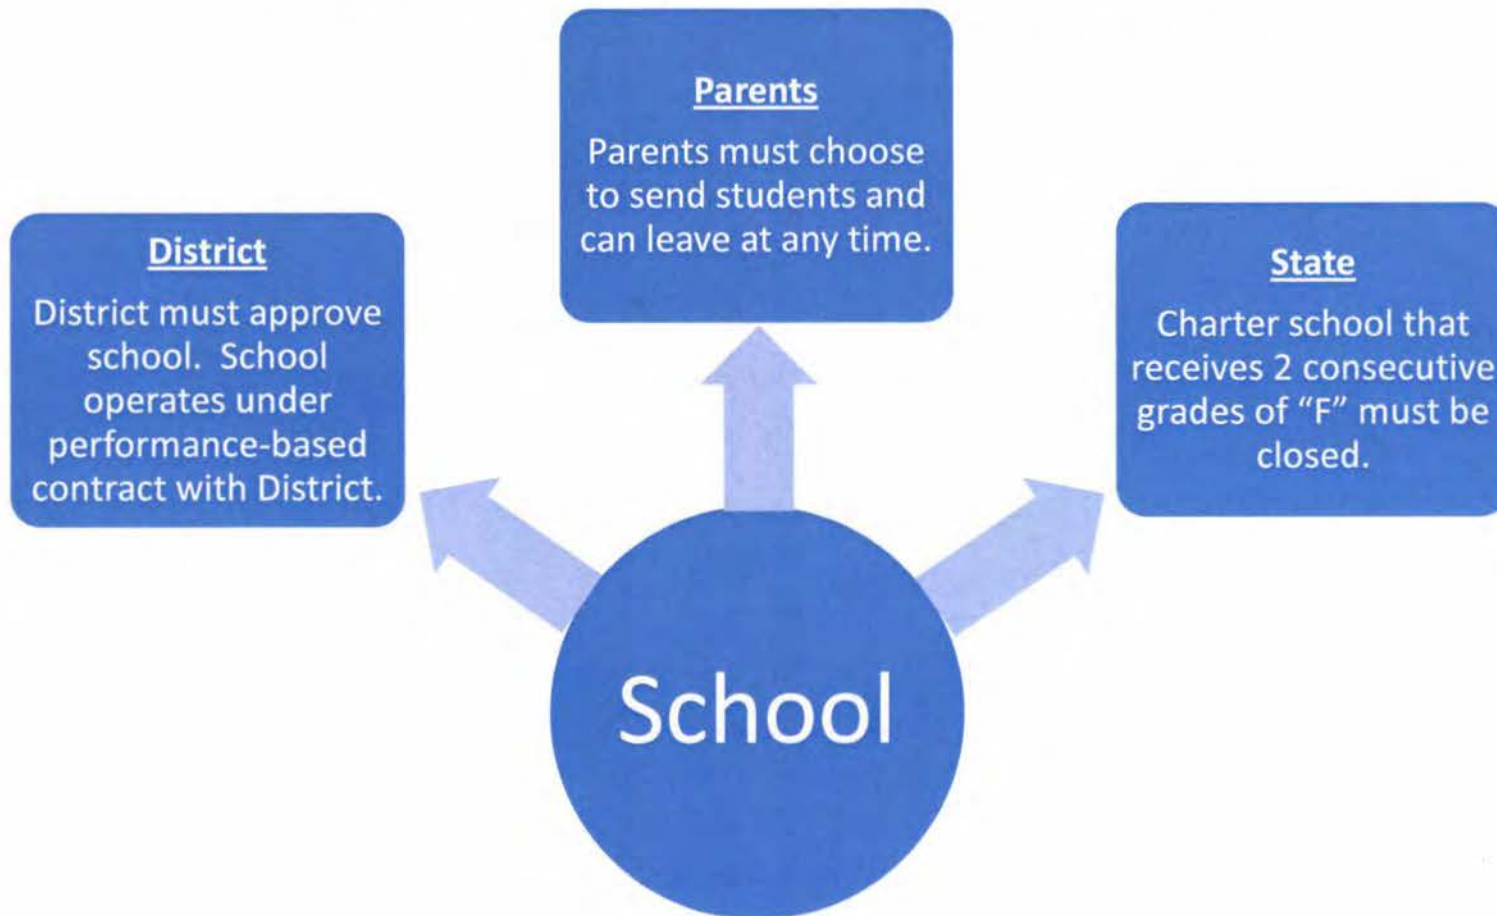 Parents
Parents must choose
to send students and
can leave at any time.
District
District must approve
school.  School
operates under
performance-based
contract with District.
State
Charter school that
receives 2 consecutive
grades of “F” must be
closed.
School